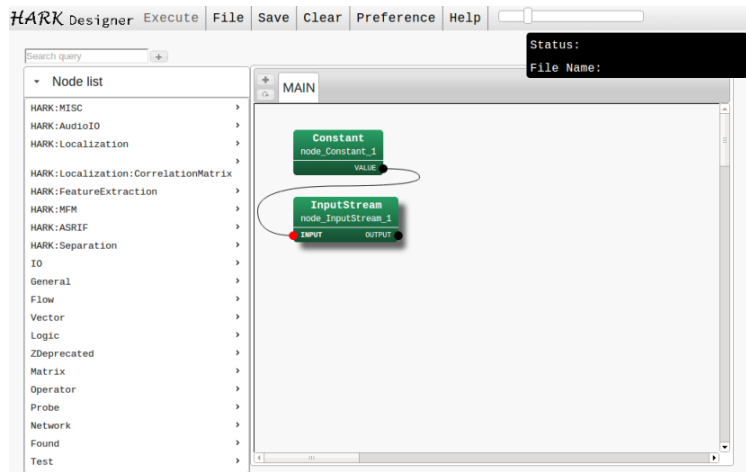 HARK Designer Execute File Save Clear Preference Help
Status:
File Name:
Search query +
Node list
MAIN
HARK:MISC
HARK:AudioIO
HARK:Localization
HARK:Localization:CorrelationMatrix
HARK:FeatureExtraction
HARK:MFM
HARK:ASRIF
HARK:Separation
IO
General
Flow
Vector
Logic
ZDeprecated
Matrix
Operator
Probe
Network
Found
Test
Constant
node_Constant_1
VALUE
InputStream
node_InputStream_1
INPUT OUTPUT